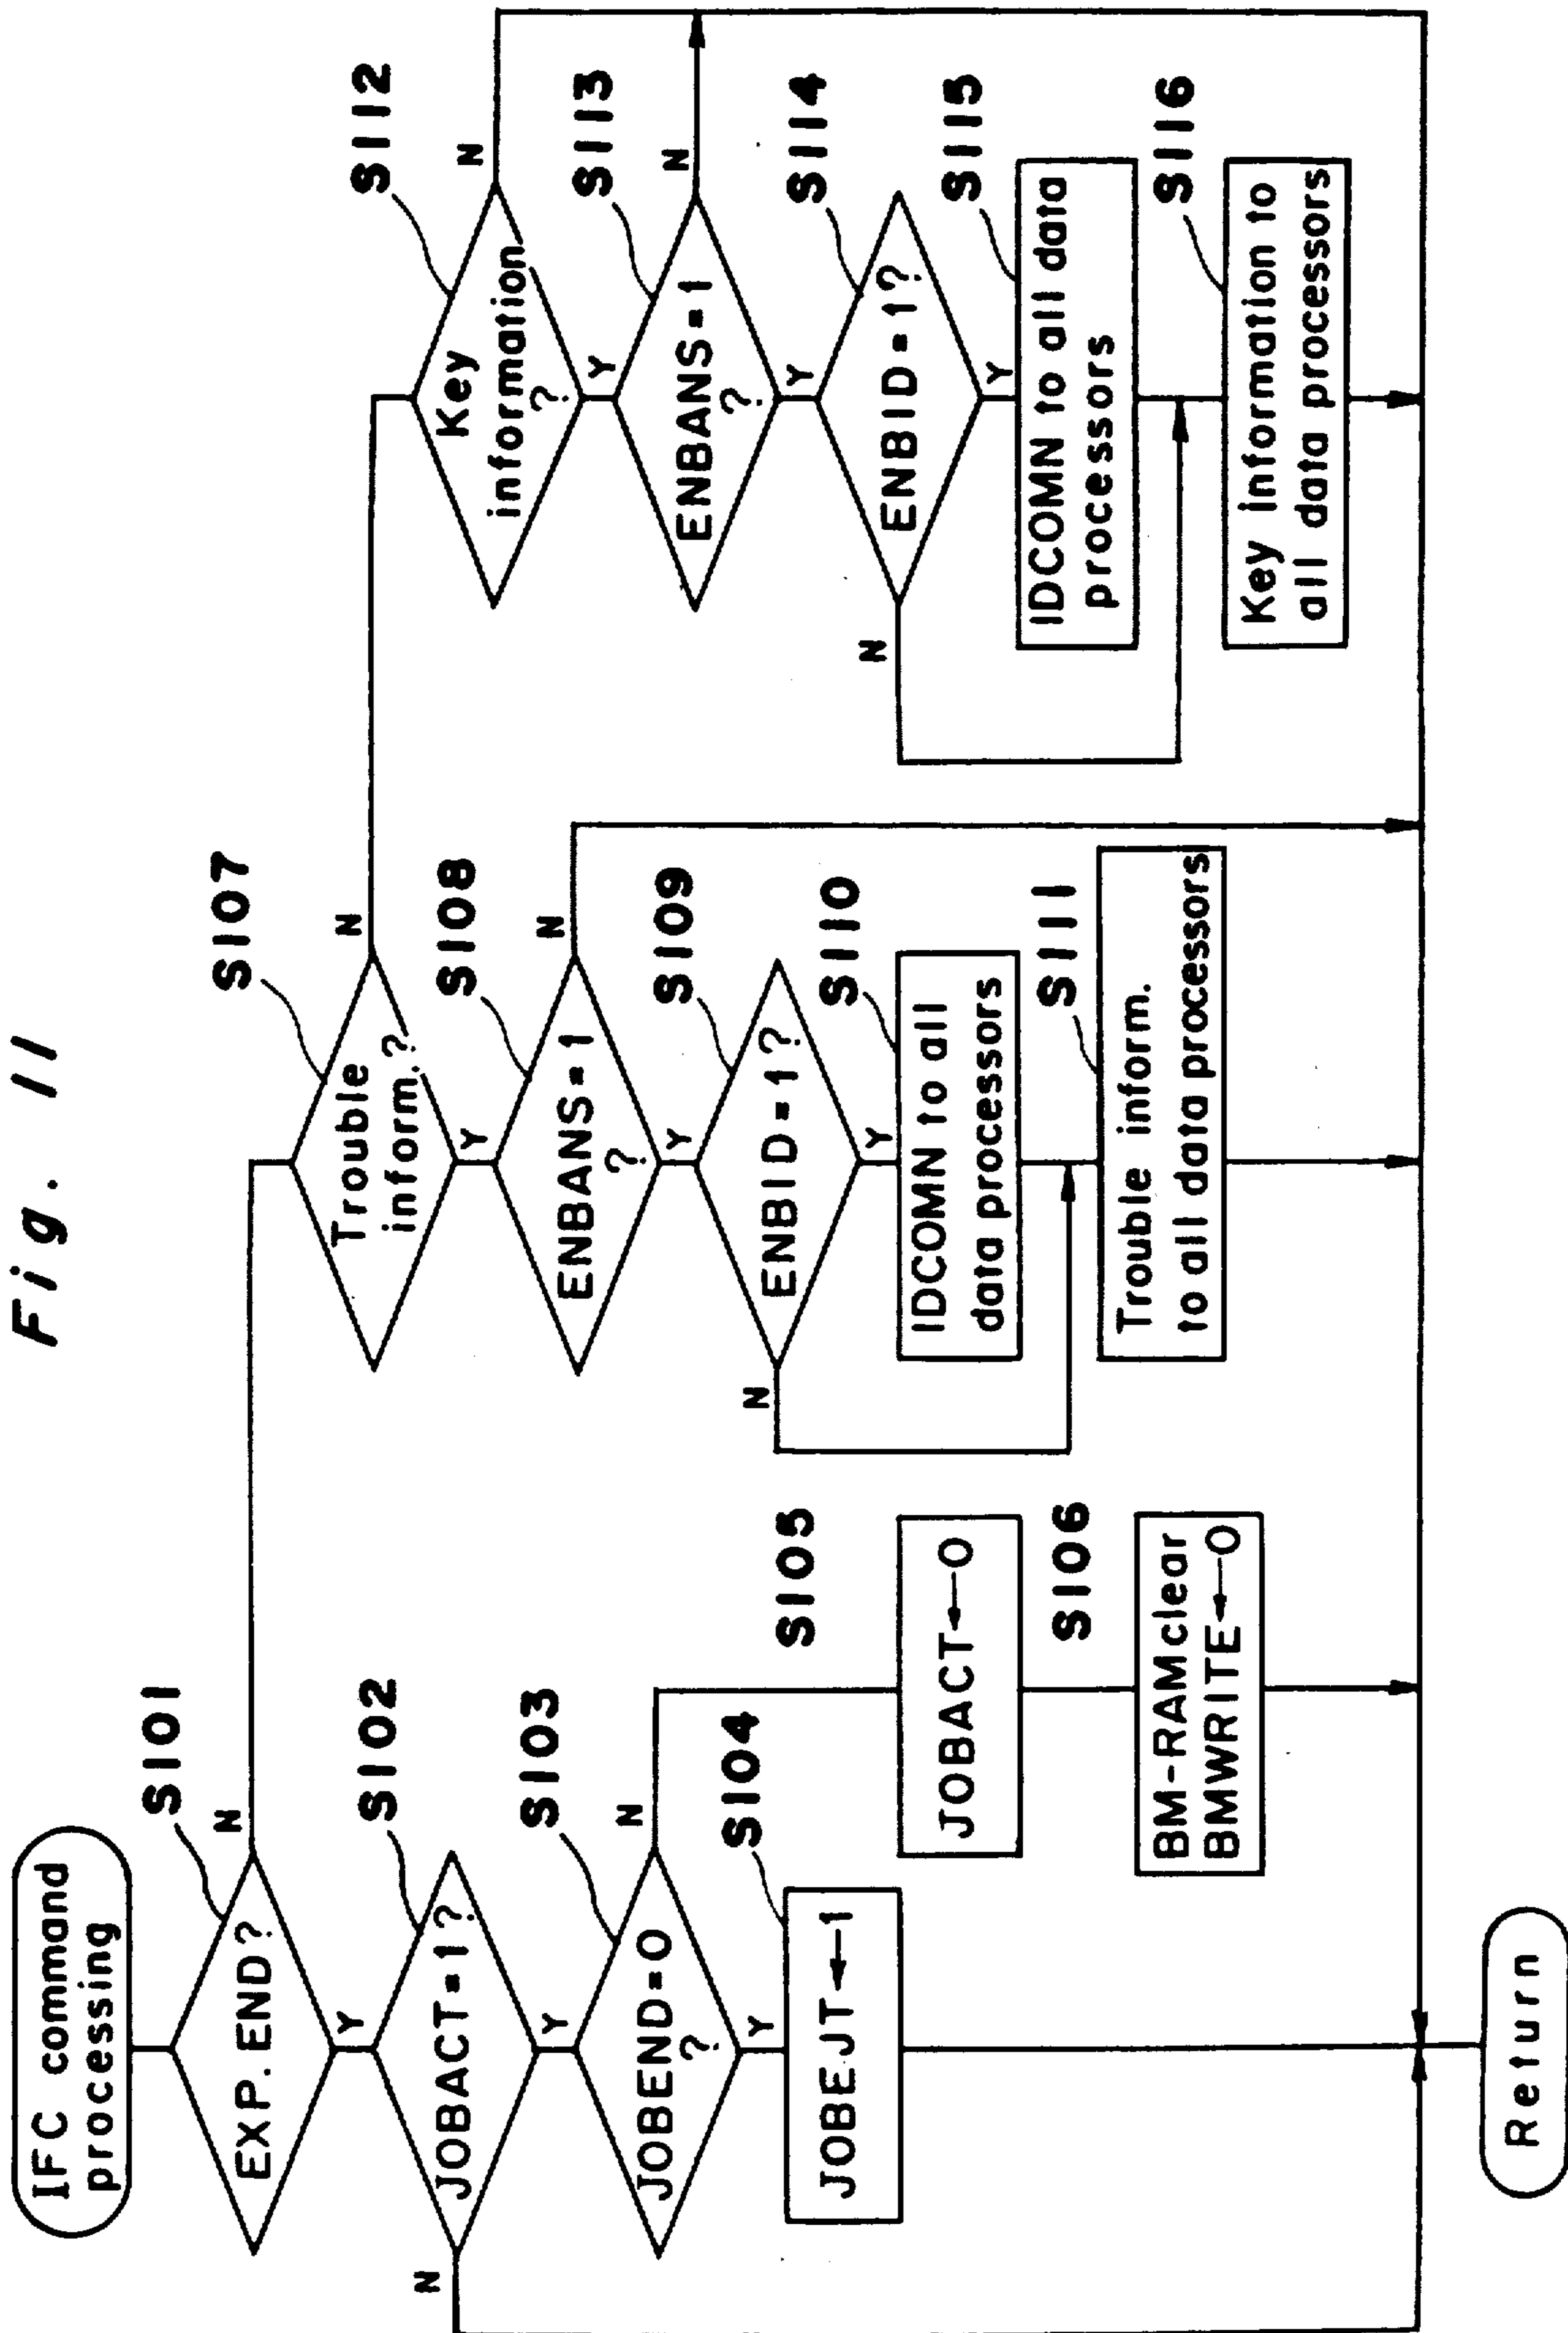 Fig. 11
IFC command
processing
S101
EXP.END?
N
Y
S102
JOBACT=1?
N
Y
S103
JOBEND=0
?
N
Y
S104
JOBEJT←1
S105
JOBACT←0
S106
BM-RAMclear
BMWRITE←0
S107
Trouble
inform.?
N
Y
S108
ENBANS=1
?
N
Y
S109
ENBID=1?
N
Y
S110
IDCOMN to all
data processors
S111
Trouble inform.
to all data processors
S112
Key
information
?
N
Y
S113
ENBANS=1
?
N
Y
S114
ENBID=1?
N
Y
S115
IDCOMN to all data
processors
S116
Key information to
all data processors
Return